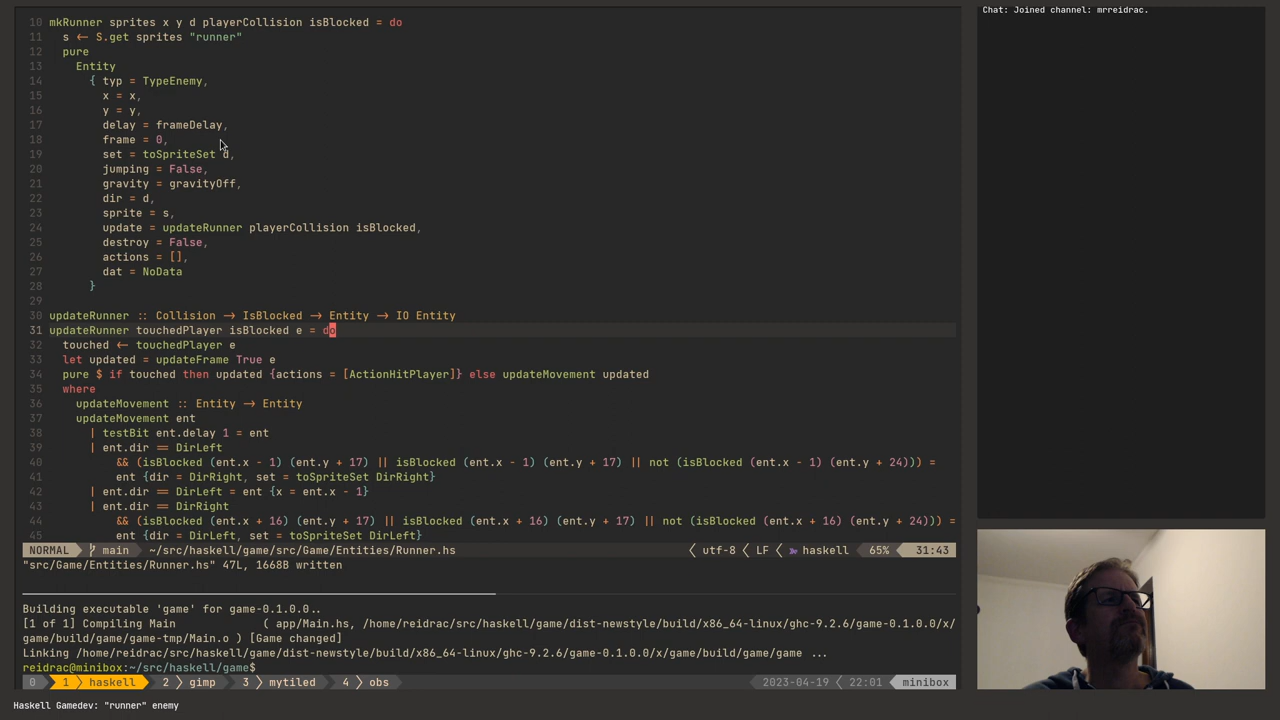 10 mkRunner sprites x y d playerCollision isBlocked = do
11   s <- S.get sprites "runner"
12   pure
13     Entity
14       { typ = TypeEnemy,
15         x = x,
16         y = y,
17         delay = frameDelay,
18         frame = 0,
19         set = toSpriteSet d,
20         jumping = False,
21         gravity = gravityOff,
22         dir = d,
23         sprite = s,
24         update = updateRunner playerCollision isBlocked,
25         destroy = False,
26         actions = [],
27         dat = NoData
28       }
29
30 updateRunner :: Collision -> IsBlocked -> Entity -> IO Entity
31 updateRunner touchedPlayer isBlocked e = do
32   touched <- touchedPlayer e
33   let updated = updateFrame True e
34   pure $ if touched then updated {actions = [ActionHitPlayer]} else updateMovement updated
35   where
36     updateMovement :: Entity -> Entity
37     updateMovement ent
38       | testBit ent.delay 1 = ent
39       | ent.dir == DirLeft
40           && (isBlocked (ent.x - 1) (ent.y + 17) || isBlocked (ent.x - 1) (ent.y + 17) || not (isBlocked (ent.x - 1) (ent.y + 24))) =
41           ent {dir = DirRight, set = toSpriteSet DirRight}
42       | ent.dir == DirLeft = ent {x = ent.x - 1}
43       | ent.dir == DirRight
44           && (isBlocked (ent.x + 16) (ent.y + 17) || isBlocked (ent.x + 16) (ent.y + 17) || not (isBlocked (ent.x + 16) (ent.y + 24))) =
45           ent {dir = DirLeft, set = toSpriteSet DirLeft}
NORMAL main ~/src/haskell/game/src/Game/Entities/Runner.hs utf-8 < LF < haskell 65% 31:43
"src/Game/Entities/Runner.hs" 47L, 1668B written
Building executable 'game' for game-0.1.0.0..
[1 of 1] Compiling Main             ( app/Main.hs, /home/reidrac/src/haskell/game/dist-newstyle/build/x86_64-linux/ghc-9.2.6/game-0.1.0.0/x/
game/build/game/game-tmp/Main.o ) [Game changed]
Linking /home/reidrac/src/haskell/game/dist-newstyle/build/x86_64-linux/ghc-9.2.6/game-0.1.0.0/x/game/build/game/game ...
reidrac@minibox:~/src/haskell/game$
0 1 > haskell 2 > gimp 3 > mytiled 4 > obs 2023-04-19 < 22:01 minibox
Haskell Gamedev: "runner" enemy
Chat: Joined channel: mrreidrac.